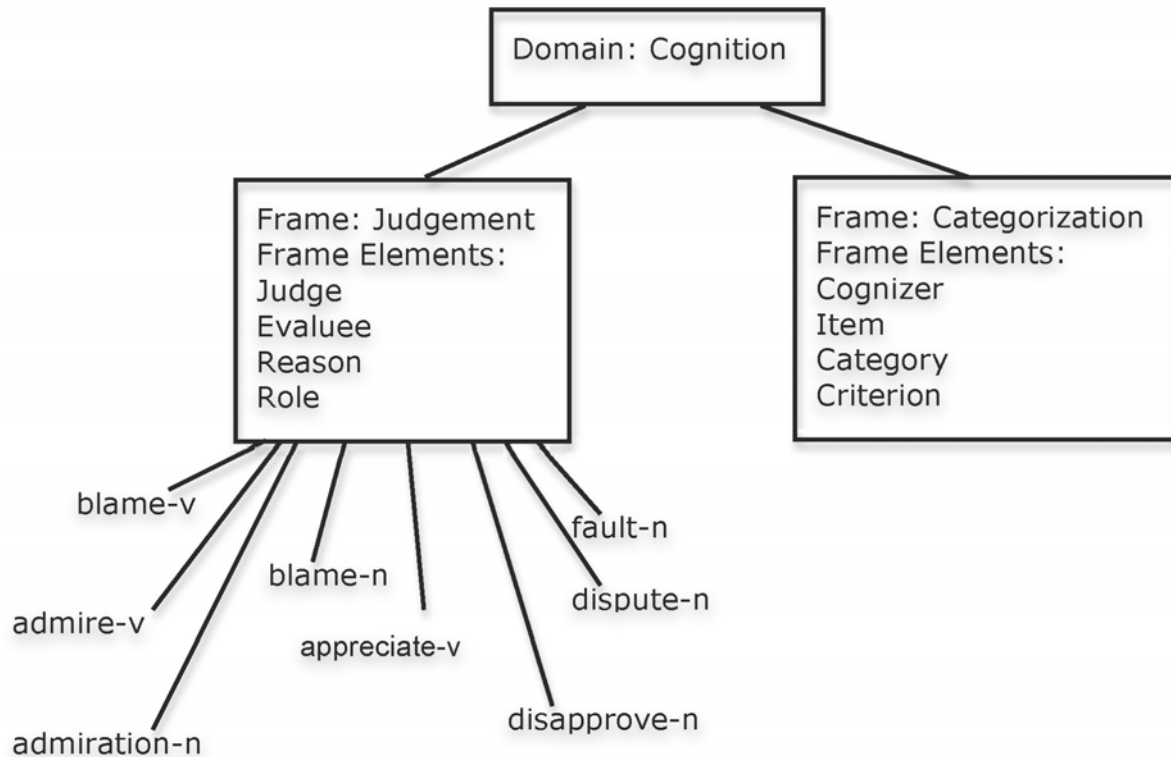 Domain: Cognition
Frame: Judgement
Frame Elements:
Judge
Evaluee
Reason
Role
Frame: Categorization
Frame Elements:
Cognizer
Item
Category
Criterion
blame-v
admire-v
admiration-n
blame-n
appreciate-v
disapprove-n
dispute-n
fault-n